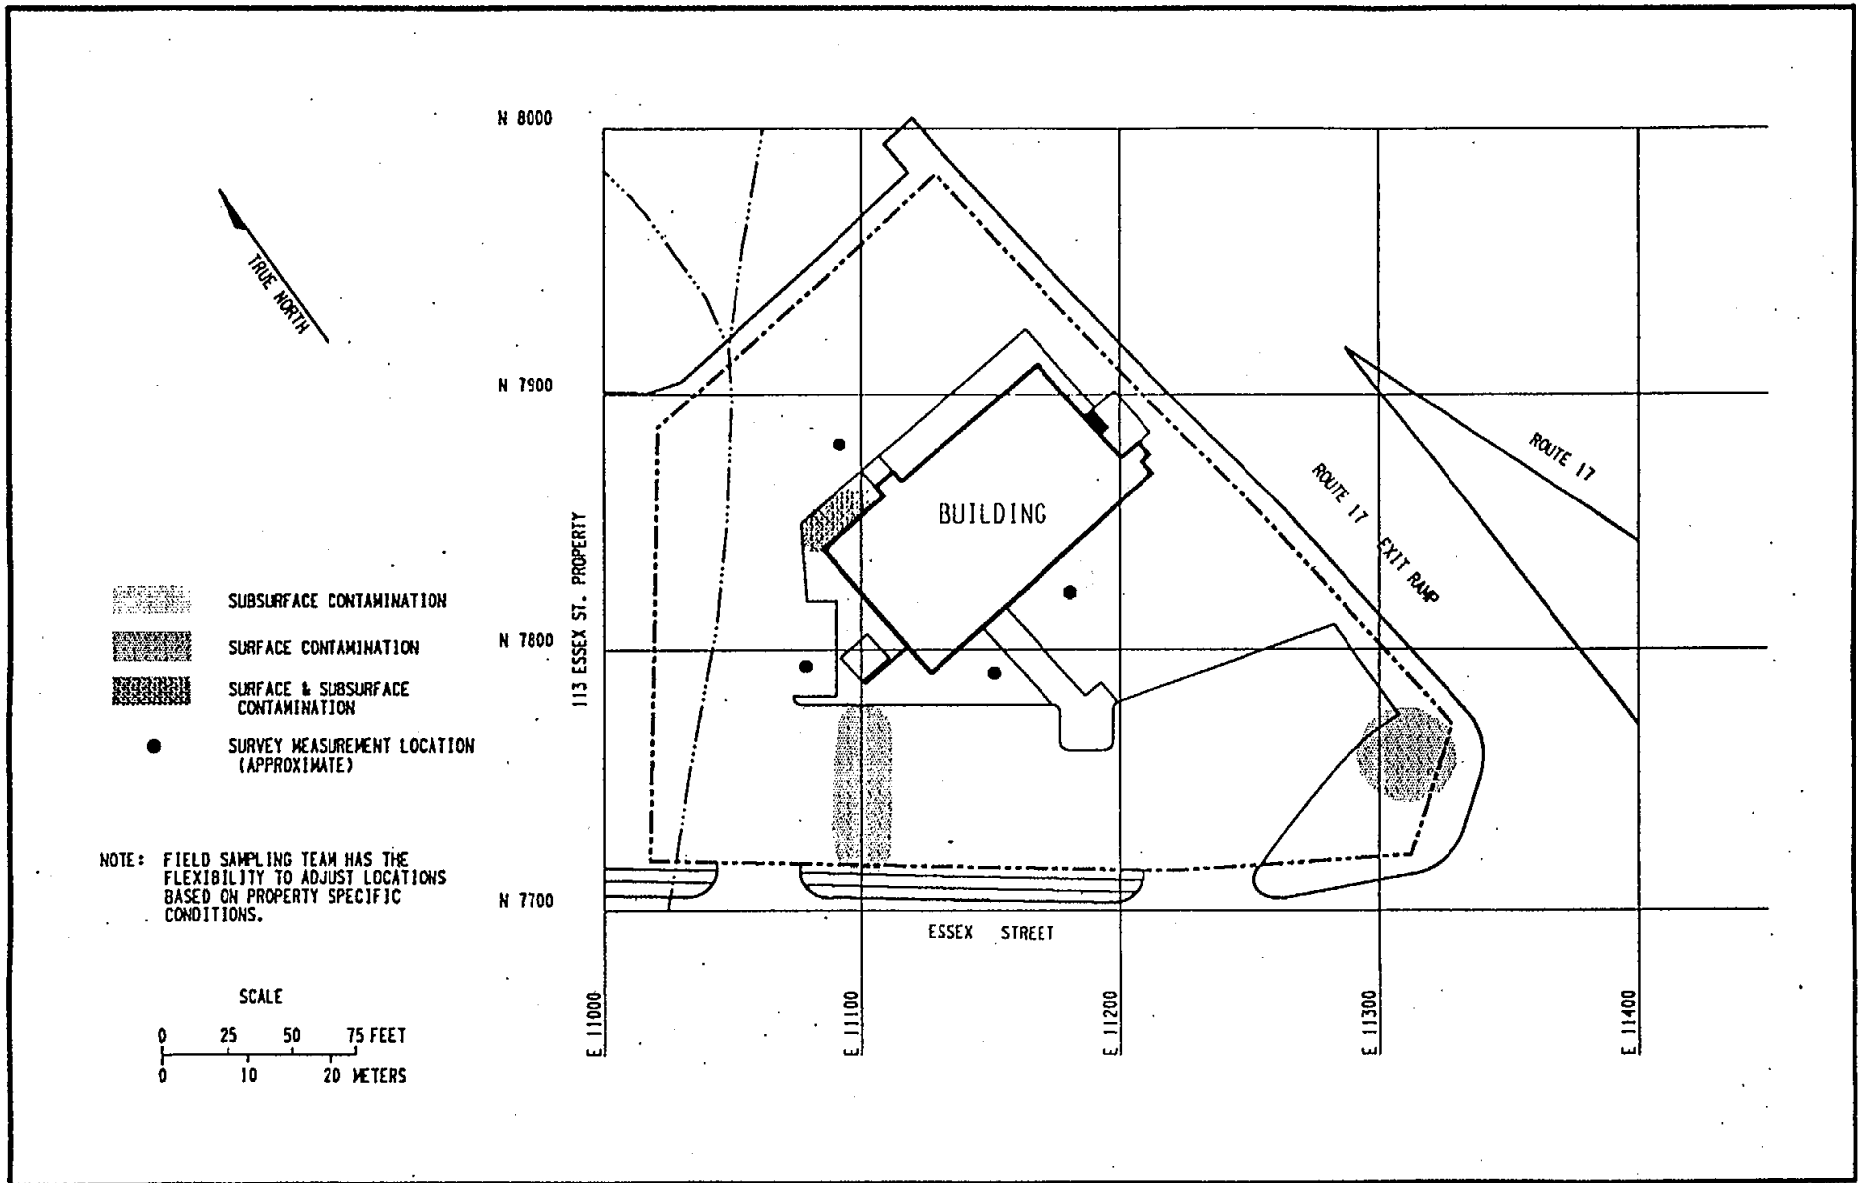 N 8000
TRUE NORTH
N 7900
ROUTE 17
ROUTE 17 EXIT RAMP
BUILDING
113 ESSEX ST. PROPERTY
SUBSURFACE CONTAMINATION
SURFACE CONTAMINATION
N 7800
SURFACE & SUBSURFACE
CONTAMINATION
SURVEY MEASUREMENT LOCATION
(APPROXIMATE)
NOTE: FIELD SAMPLING TEAM HAS THE
FLEXIBILITY TO ADJUST LOCATIONS
BASED ON PROPERTY SPECIFIC
CONDITIONS.
N 7700
ESSEX STREET
SCALE
0 25 50 75 FEET
0 10 20 METERS
E 11000
E 11100
E 11200
E 11300
E 11400